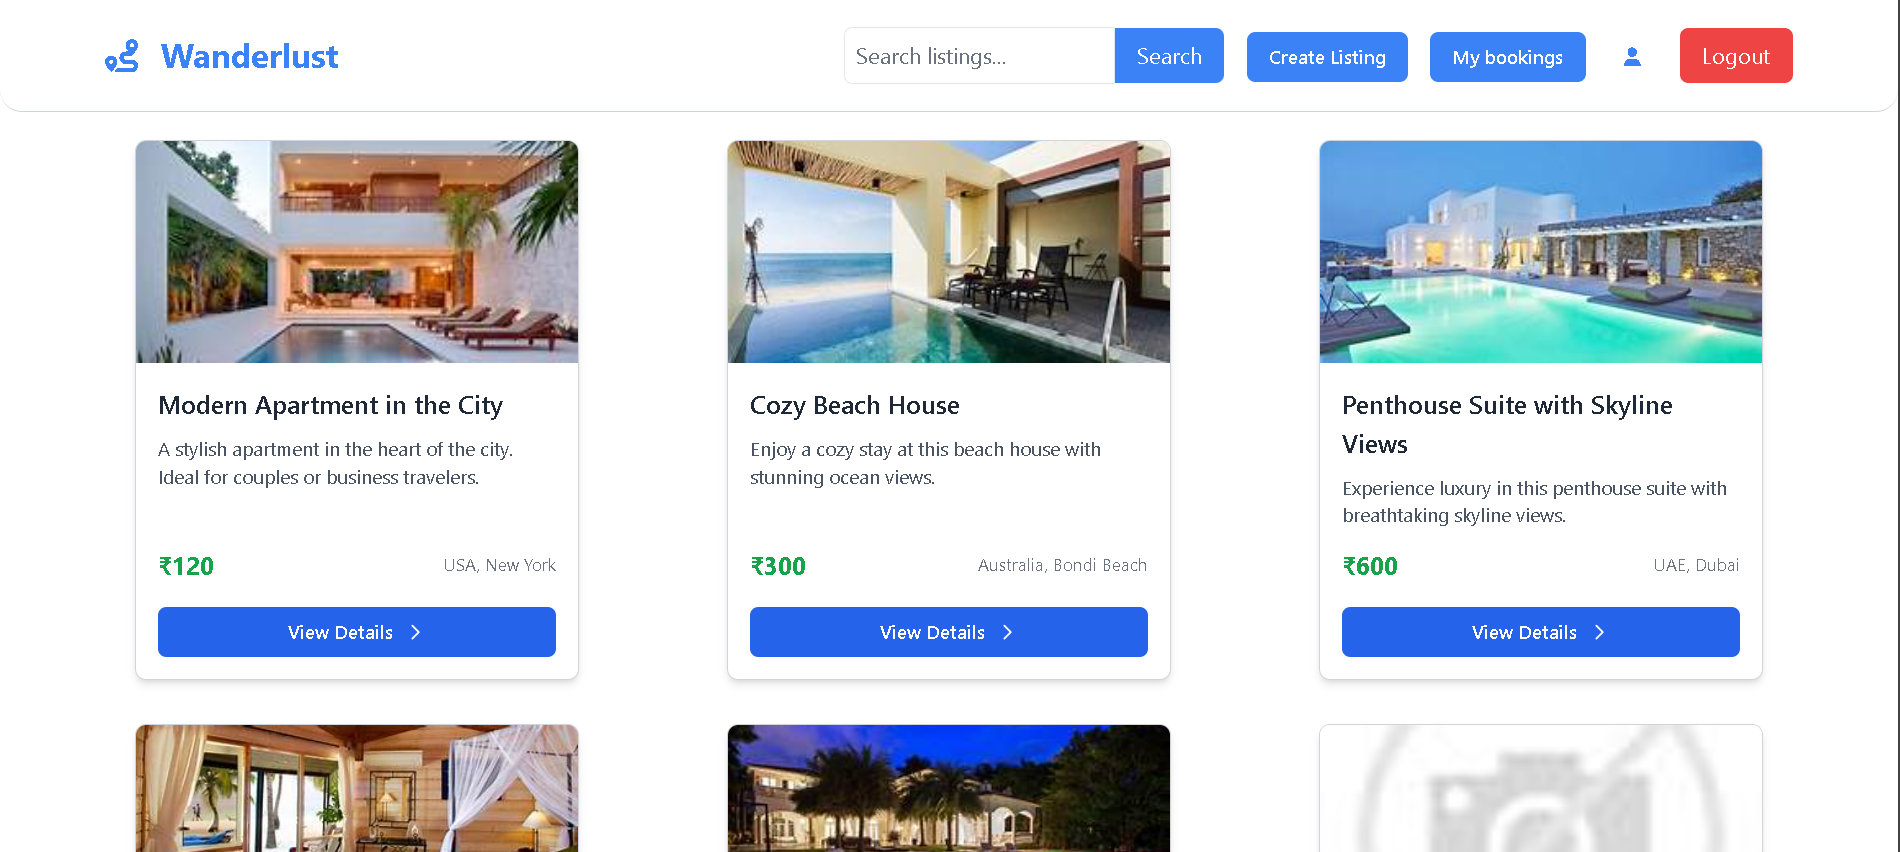 Wanderlust
Search listings...
Search
Create Listing
My bookings
Logout
Modern Apartment in the City
A stylish apartment in the heart of the city.
Ideal for couples or business travelers.
₹120
USA, New York
View Details
Cozy Beach House
Enjoy a cozy stay at this beach house with
stunning ocean views.
₹300
Australia, Bondi Beach
View Details
Penthouse Suite with Skyline
Views
Experience luxury in this penthouse suite with
breathtaking skyline views.
₹600
UAE, Dubai
View Details